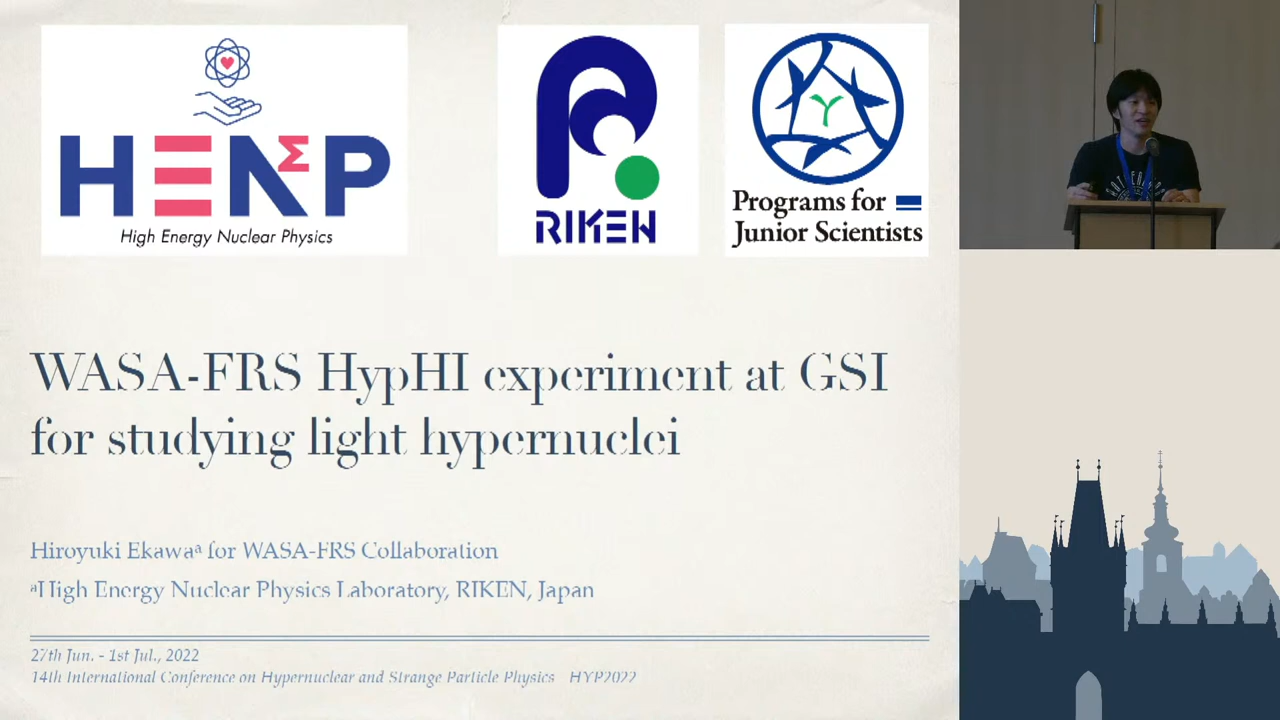 HENP
Σ
High Energy Nuclear Physics
RIKEN
Programs for
Junior Scientists
WASA-FRS HypHI experiment at GSI
for studying light hypernuclei
Hiroyuki Ekawaᵃ for WASA-FRS Collaboration
ᵃHigh Energy Nuclear Physics Laboratory, RIKEN, Japan
27th Jun. - 1st Jul., 2022
14th International Conference on Hypernuclear and Strange Particle Physics HYP2022